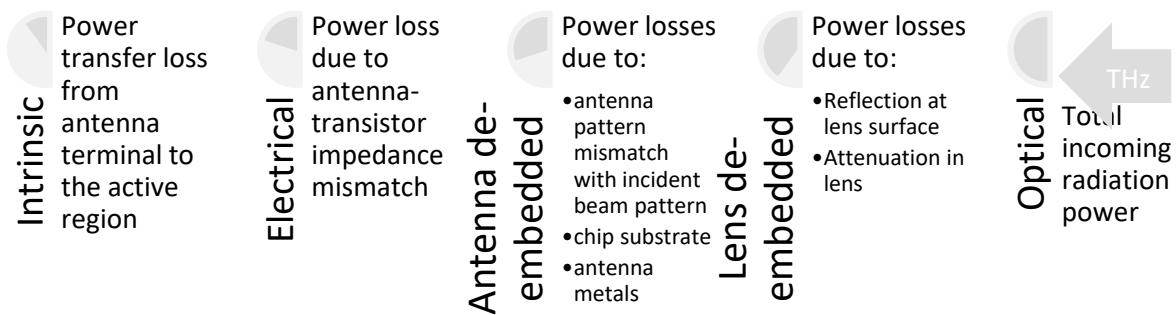 Intrinsic
Power
transfer loss
from
antenna
terminal to
the active
region
Electrical
Power loss
due to
antenna-
transistor
impedance
mismatch
Antenna de-
embedded
Power losses
due to:
•antenna
pattern
mismatch
with incident
beam pattern
•chip substrate
•antenna
metals
Lens de-
embedded
Power losses
due to:
•Reflection at
lens surface
•Attenuation in
lens
Optical
THz
Total
incoming
radiation
power